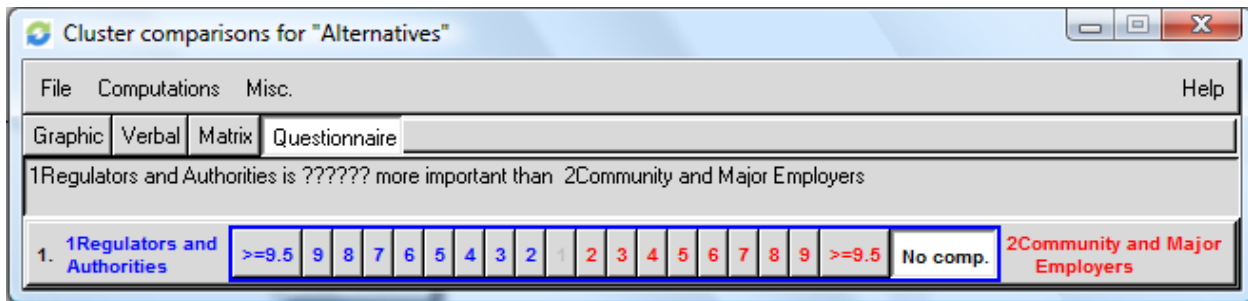 Cluster comparisons for "Alternatives"
File Computations Misc. Help
Graphic Verbal Matrix Questionnaire
1Regulators and Authorities is ?????? more important than 2Community and Major Employers
1. 1Regulators and Authorities >=9.5 9 8 7 6 5 4 3 2 1 2 3 4 5 6 7 8 9 >=9.5 No comp. 2Community and Major Employers